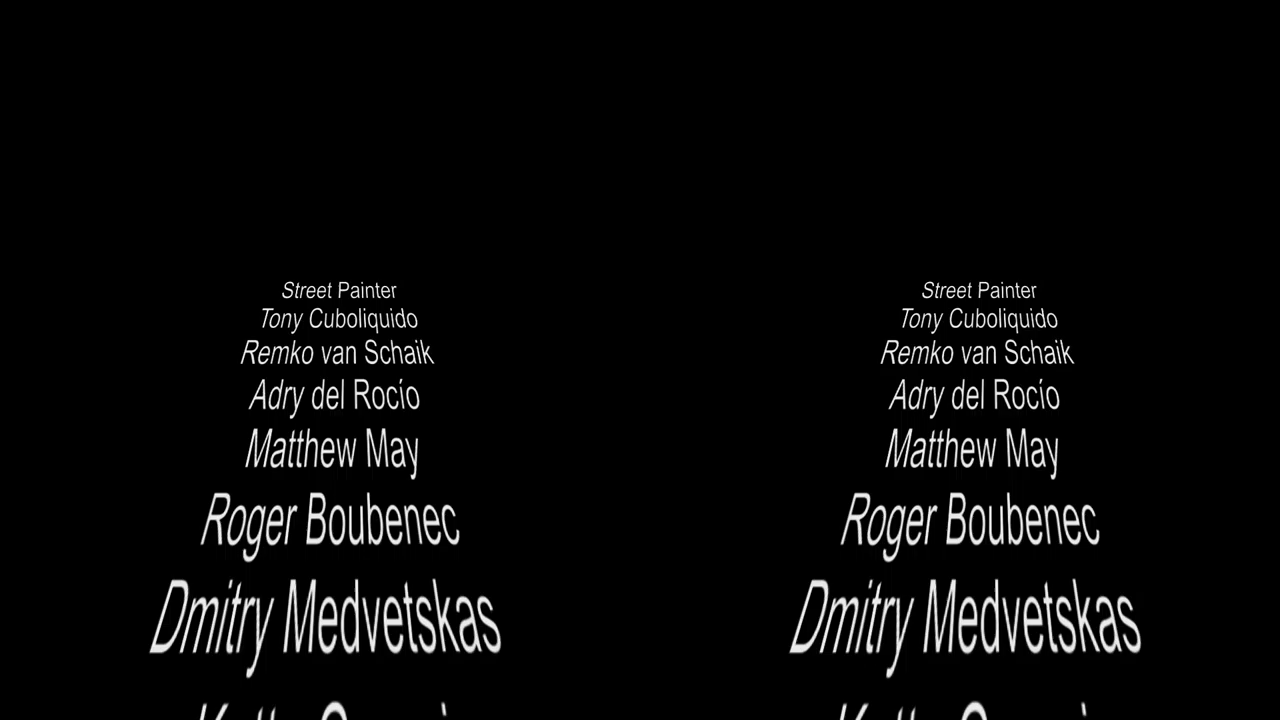 Street Painter Street Painter
Tony Cuboliquido Tony Cuboliquido
Remko van Schaik Remko van Schaik
Adry del Rocío Adry del Rocío
Matthew May Matthew May
Roger Boubenec Roger Boubenec
Dmitry Medvetskas Dmitry Medvetskas